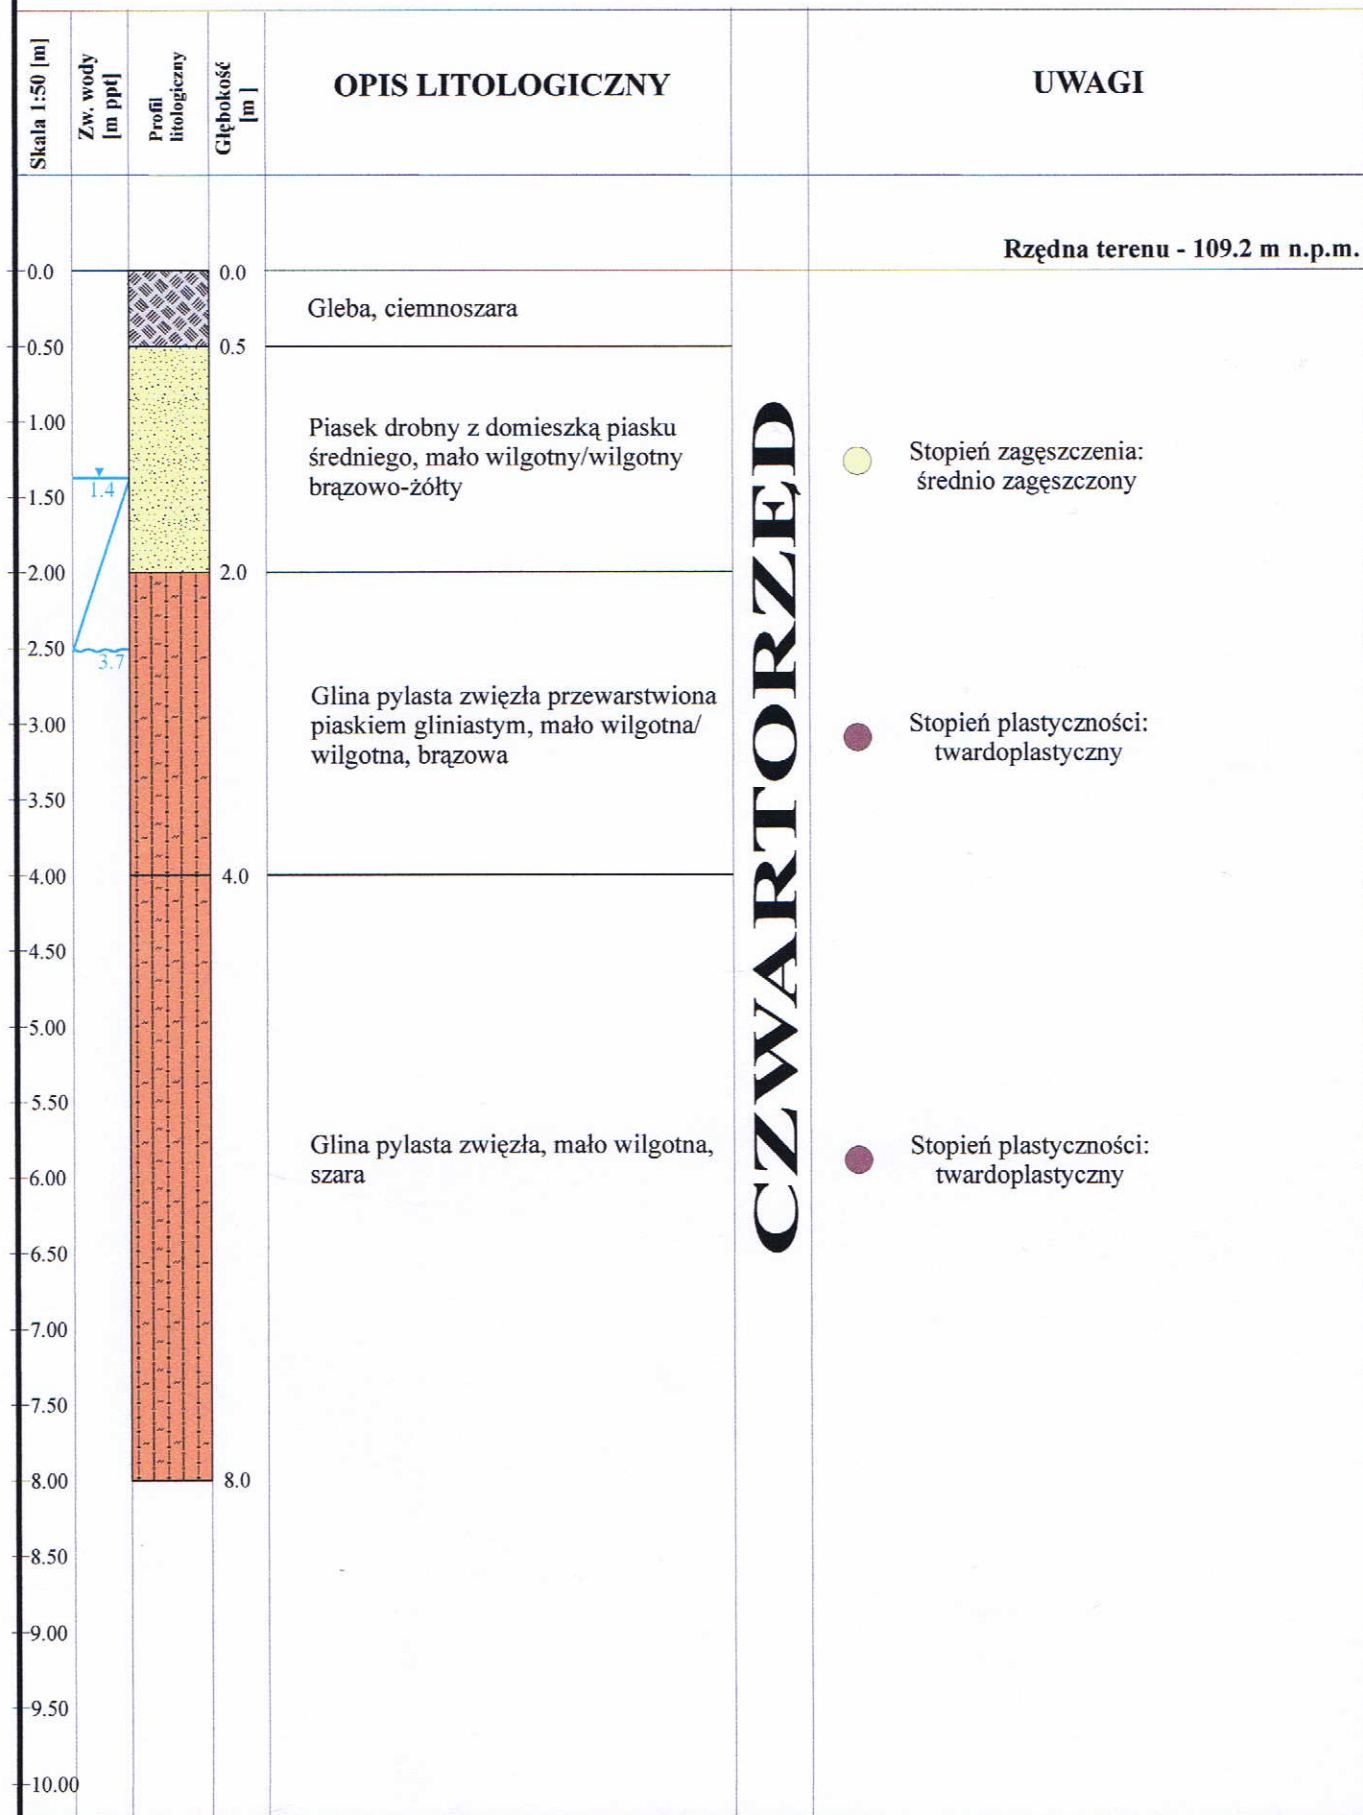 Skala 1:50 [m]
Zw. wody
[m ppt]
Profil
litologiczny
Głębokość
[m ]
OPIS LITOLOGICZNY
UWAGI
Rzędna terenu - 109.2 m n.p.m.
0.0
0.0
Gleba, ciemnoszara
0.50
0.5
1.00
Piasek drobny z domieszką piasku
średniego, mało wilgotny/wilgotny
brązowo-żółty
Stopień zagęszczenia:
średnio zagęszczony
1.4
1.50
2.00
2.0
2.50
3.7
Glina pylasta zwięzła przewarstwiona
piaskiem gliniastym, mało wilgotna/
wilgotna, brązowa
Stopień plastyczności:
twardoplastyczny
3.00
3.50
4.00
4.0
CZWARTORZĘD
4.50
5.00
5.50
Glina pylasta zwięzła, mało wilgotna,
szara
Stopień plastyczności:
twardoplastyczny
6.00
6.50
7.00
7.50
8.00
8.0
8.50
9.00
9.50
10.00